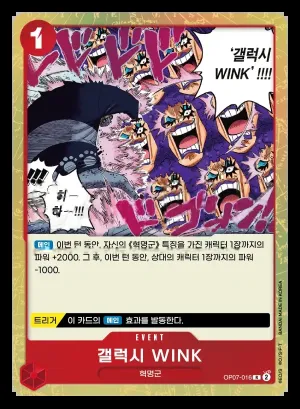 1
‘갤럭시
WINK’ !!!!
메인 이번 턴 동안, 자신의 《혁명군》 특징을 가진 캐릭터 1장까지의
파워 +2000. 그 후, 이번 턴 동안, 상대의 캐릭터 1장까지의 파워
-1000.
트리거 이 카드의 메인 효과를 발동한다.
EVENT
갤럭시 WINK
혁명군
OP07-016 R 2